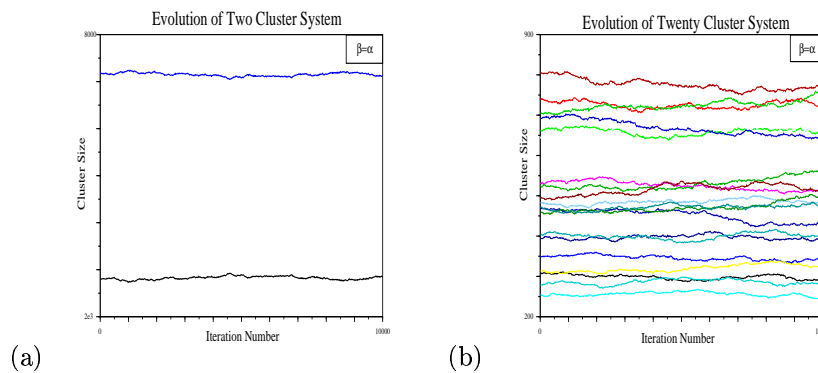 Evolution of Two Cluster System
8000
β=α
Cluster Size
2e3
0
10000
Iteration Number
(a)
Evolution of Twenty Cluster System
900
β=α
Cluster Size
200
0
1
Iteration Number
(b)